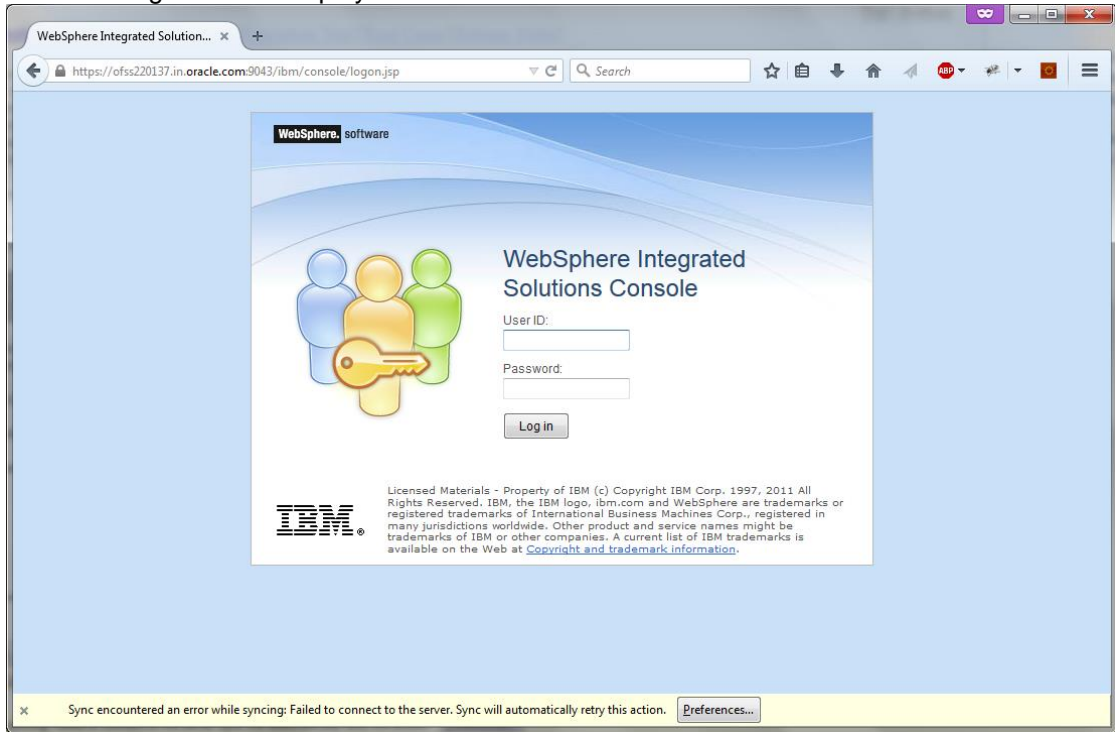 WebSphere Integrated Solution... × +
https://ofss220137.in.oracle.com:9043/ibm/console/logon.jsp Search ABP
WebSphere. software
WebSphere Integrated
Solutions Console
User ID:
Password:
Log in
IBM®
Licensed Materials - Property of IBM (c) Copyright IBM Corp. 1997, 2011 All
Rights Reserved. IBM, the IBM logo, ibm.com and WebSphere are trademarks or
registered trademarks of International Business Machines Corp., registered in
many jurisdictions worldwide. Other product and service names might be
trademarks of IBM or other companies. A current list of IBM trademarks is
available on the Web at Copyright and trademark information.
× Sync encountered an error while syncing: Failed to connect to the server. Sync will automatically retry this action. Preferences...